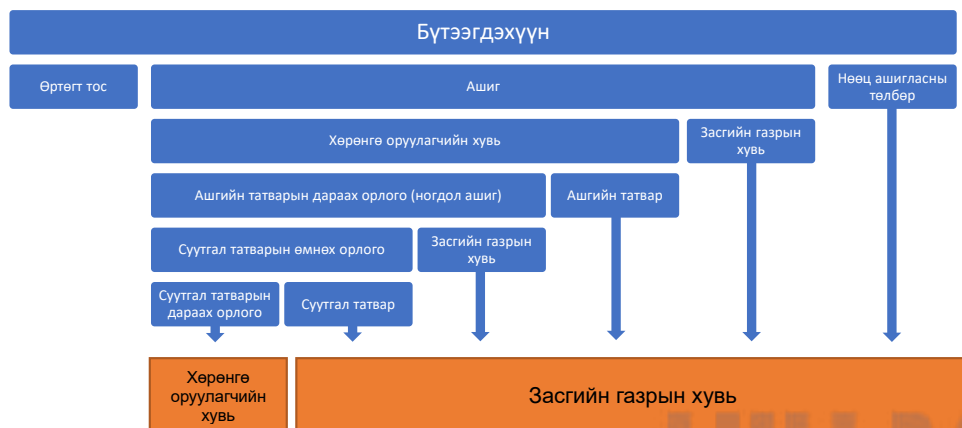 Бүтээгдэхүүн
Өртөгт тос
Ашиг
Нөөц ашигласны
төлбөр
Хөрөнгө оруулагчийн хувь
Засгийн газрын
хувь
Ашгийн татварын дараах орлого (ногдол ашиг)
Ашгийн татвар
Суутгал татварын өмнөх орлого
Засгийн газрын
хувь
Суутгал татварын
дараах орлого
Суутгал татвар
Хөрөнгө
оруулагчийн
хувь
Засгийн газрын хувь